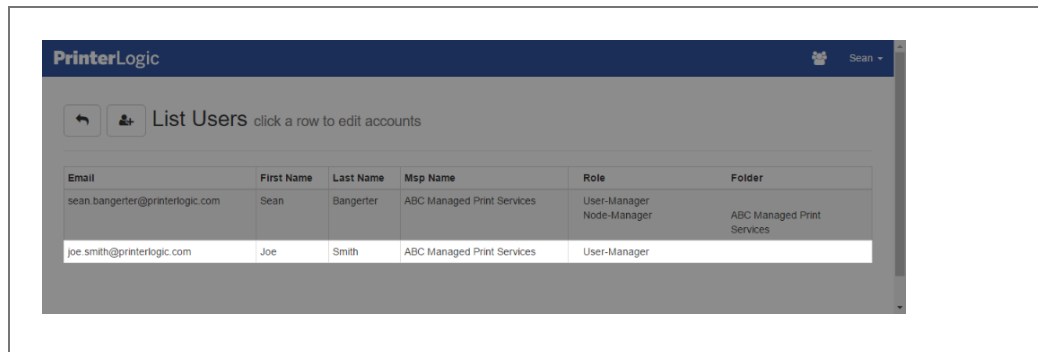 PrinterLogic
Sean
List Users click a row to edit accounts
Email First Name Last Name Msp Name Role Folder
sean.bangerter@printerlogic.com Sean Bangerter ABC Managed Print Services User-Manager
Node-Manager ABC Managed Print
Services
joe.smith@printerlogic.com Joe Smith ABC Managed Print Services User-Manager